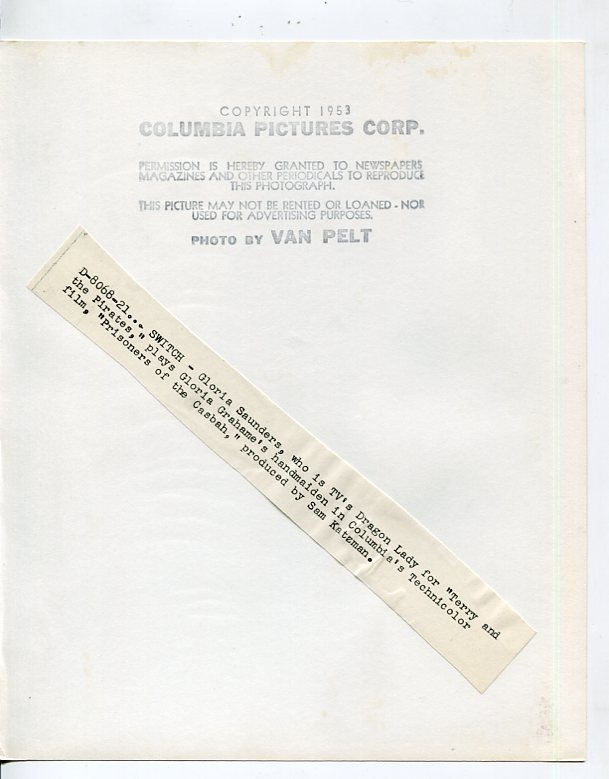 COPYRIGHT 1953
COLUMBIA PICTURES CORP.
PERMISSION IS HEREBY GRANTED TO NEWSPAPERS
MAGAZINES AND OTHER PERIODICALS TO REPRODUCE
THIS PHOTOGRAPH.
THIS PICTURE MAY NOT BE RENTED OR LOANED - NOR
USED FOR ADVERTISING PURPOSES.
PHOTO BY VAN PELT
D-8068-21... SWITCH - Gloria Saunders, who is TV's Dragon Lady for "Terry and
the Pirates," plays Gloria Grahame's handmaiden in Columbia's Technicolor
film, "Prisoners of the Casbah," produced by Sam Katzman.